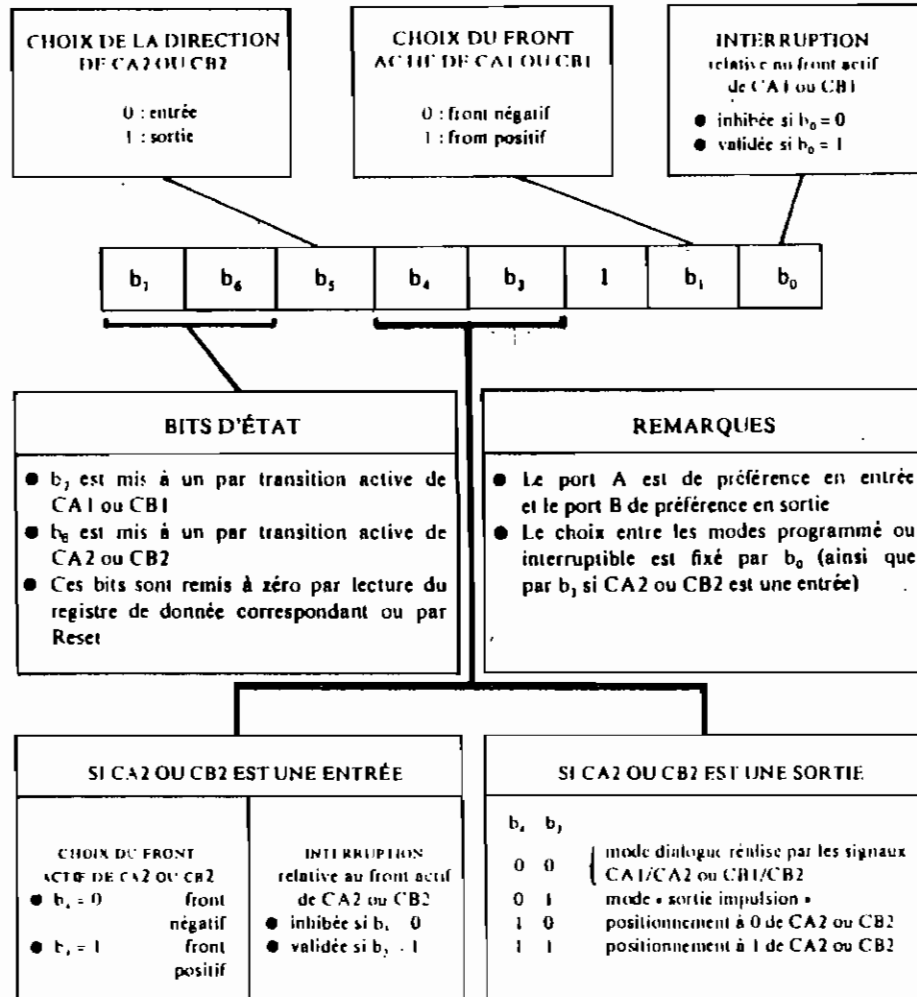 CHOIX DE LA DIRECTION
DE CA2 OU CB2
0 : entrée
1 : sortie
CHOIX DU FRONT
ACTIF DE CA1 OU CB1
0 : front négatif
1 : front positif
INTERRUPTION
relative au front actif
de CA1 ou CB1
● inhibée si b₀ = 0
● validée si b₀ = 1
b₇ b₆ b₅ b₄ b₃ 1 b₁ b₀
BITS D'ÉTAT
● b₇ est mis à un par transition active de
CA1 ou CB1
● b₆ est mis à un par transition active de
CA2 ou CB2
● Ces bits sont remis à zéro par lecture du
registre de donnée correspondant ou par
Reset
REMARQUES
● Le port A est de préférence en entrée
et le port B de préférence en sortie
● Le choix entre les modes programmé ou
interruptible est fixé par b₀ (ainsi que
par b₃ si CA2 ou CB2 est une entrée)
SI CA2 OU CB2 EST UNE ENTRÉE
CHOIX DU FRONT
ACTIF DE CA2 OU CB2
● b₄ = 0 front
négatif
● b₄ = 1 front
positif
INTERRUPTION
relative au front actif
de CA2 ou CB2
● inhibée si b₃ 0
● validée si b₃ 1
SI CA2 OU CB2 EST UNE SORTIE
b₄ b₃
0 0 mode dialogue réalisé par les signaux
CA1/CA2 ou CB1/CB2
0 1 mode « sortie impulsion »
1 0 positionnement à 0 de CA2 ou CB2
1 1 positionnement à 1 de CA2 ou CB2